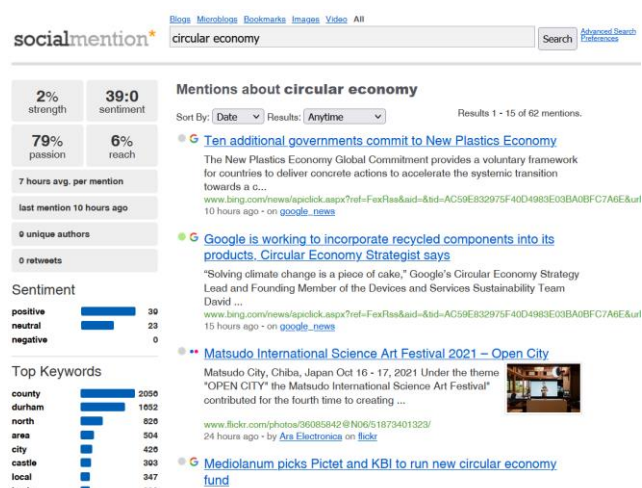 Blogs Microblogs Bookmarks Images Video All
socialmention*
circular economy
Search
Advanced Search
Preferences
2%
strength
39:0
sentiment
79%
passion
6%
reach
7 hours avg. per mention
last mention 10 hours ago
9 unique authors
0 retweets
Sentiment
positive 39
neutral 23
negative 0
Top Keywords
county 2056
durham 1652
north 826
area 504
city 426
castle 393
local 347
Mentions about circular economy
Sort By: Date Results: Anytime
Results 1 - 15 of 62 mentions.
Ten additional governments commit to New Plastics Economy
The New Plastics Economy Global Commitment provides a voluntary framework
for countries to deliver concrete actions to accelerate the systemic transition
towards a c...
www.bing.com/news/apiclick.aspx?ref=FexRss&aid=&tid=AC59E832975F40D4983E03BA0BFC7A6E&url
10 hours ago - on google_news
Google is working to incorporate recycled components into its
products, Circular Economy Strategist says
“Solving climate change is a piece of cake,” Google’s Circular Economy Strategy
Lead and Founding Member of the Devices and Services Sustainability Team
David ...
www.bing.com/news/apiclick.aspx?ref=FexRss&aid=&tid=AC59E832975F40D4983E03BA0BFC7A6E&url
15 hours ago - on google_news
Matsudo International Science Art Festival 2021 – Open City
Matsudo City, Chiba, Japan Oct 16 - 17, 2021 Under the theme
"OPEN CITY" the Matsudo International Science Art Festival"
contributed for the fourth time to creating ...
www.flickr.com/photos/36085842@N06/51873401323/
24 hours ago - by Ars Electronica on flickr
Mediolanum picks Pictet and KBI to run new circular economy
fund